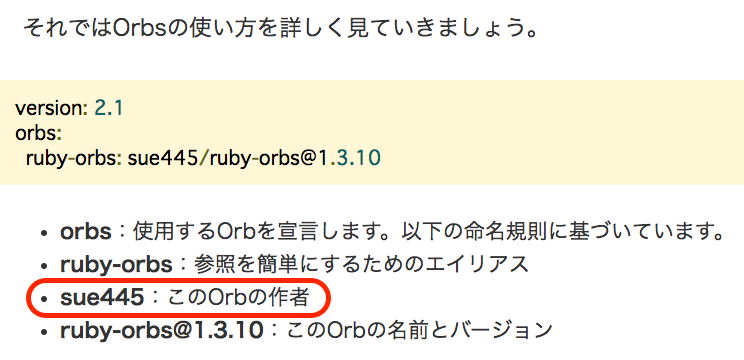 それではOrbsの使い方を詳しく見ていきましょう。
version: 2.1
orbs:
ruby-orbs: sue445/ruby-orbs@1.3.10
• orbs：使用するOrbを宣言します。以下の命名規則に基づいています。
• ruby-orbs：参照を簡単にするためのエイリアス
• sue445：このOrbの作者
• ruby-orbs@1.3.10：このOrbの名前とバージョン